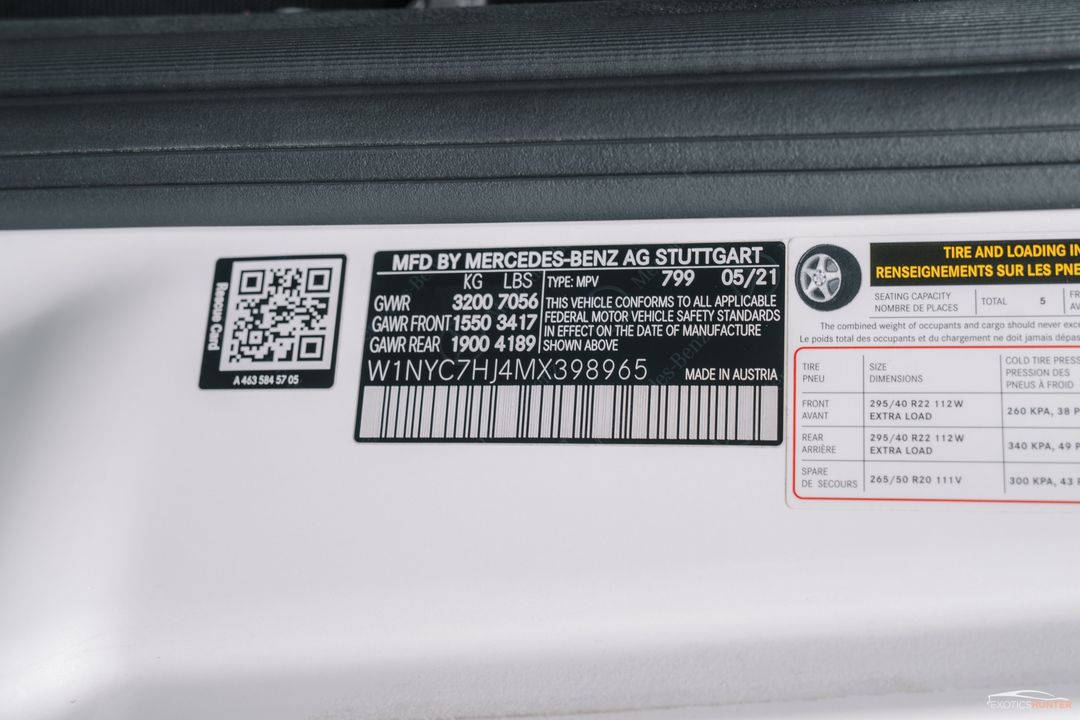 Rescue Card
A 463 584 57 05
MFD BY MERCEDES-BENZ AG STUTTGART
KG LBS
GVWR 3200 7056
GAWR FRONT 1550 3417
GAWR REAR 1900 4189
TYPE: MPV 799 05/21
THIS VEHICLE CONFORMS TO ALL APPLICABLE
FEDERAL MOTOR VEHICLE SAFETY STANDARDS
IN EFFECT ON THE DATE OF MANUFACTURE
SHOWN ABOVE
W1NYC7HJ4MX398965 MADE IN AUSTRIA
TIRE AND LOADING IN
RENSEIGNEMENTS SUR LES PNE
SEATING CAPACITY
NOMBRE DE PLACES
TOTAL 5
The combined weight of occupants and cargo should never exce
Le poids total des occupants et du chargement ne doit jamais dépas
TIRE
PNEU
SIZE
DIMENSIONS
COLD TIRE PRESS
PRESSION DES
PNEUS À FROID
FRONT
AVANT
295/40 R22 112W
EXTRA LOAD
260 KPA, 38 P
REAR
ARRIÈRE
295/40 R22 112W
EXTRA LOAD
340 KPA, 49 P
SPARE
DE SECOURS
265/50 R20 111V
300 KPA, 43 P
EXOTICS HUNTER